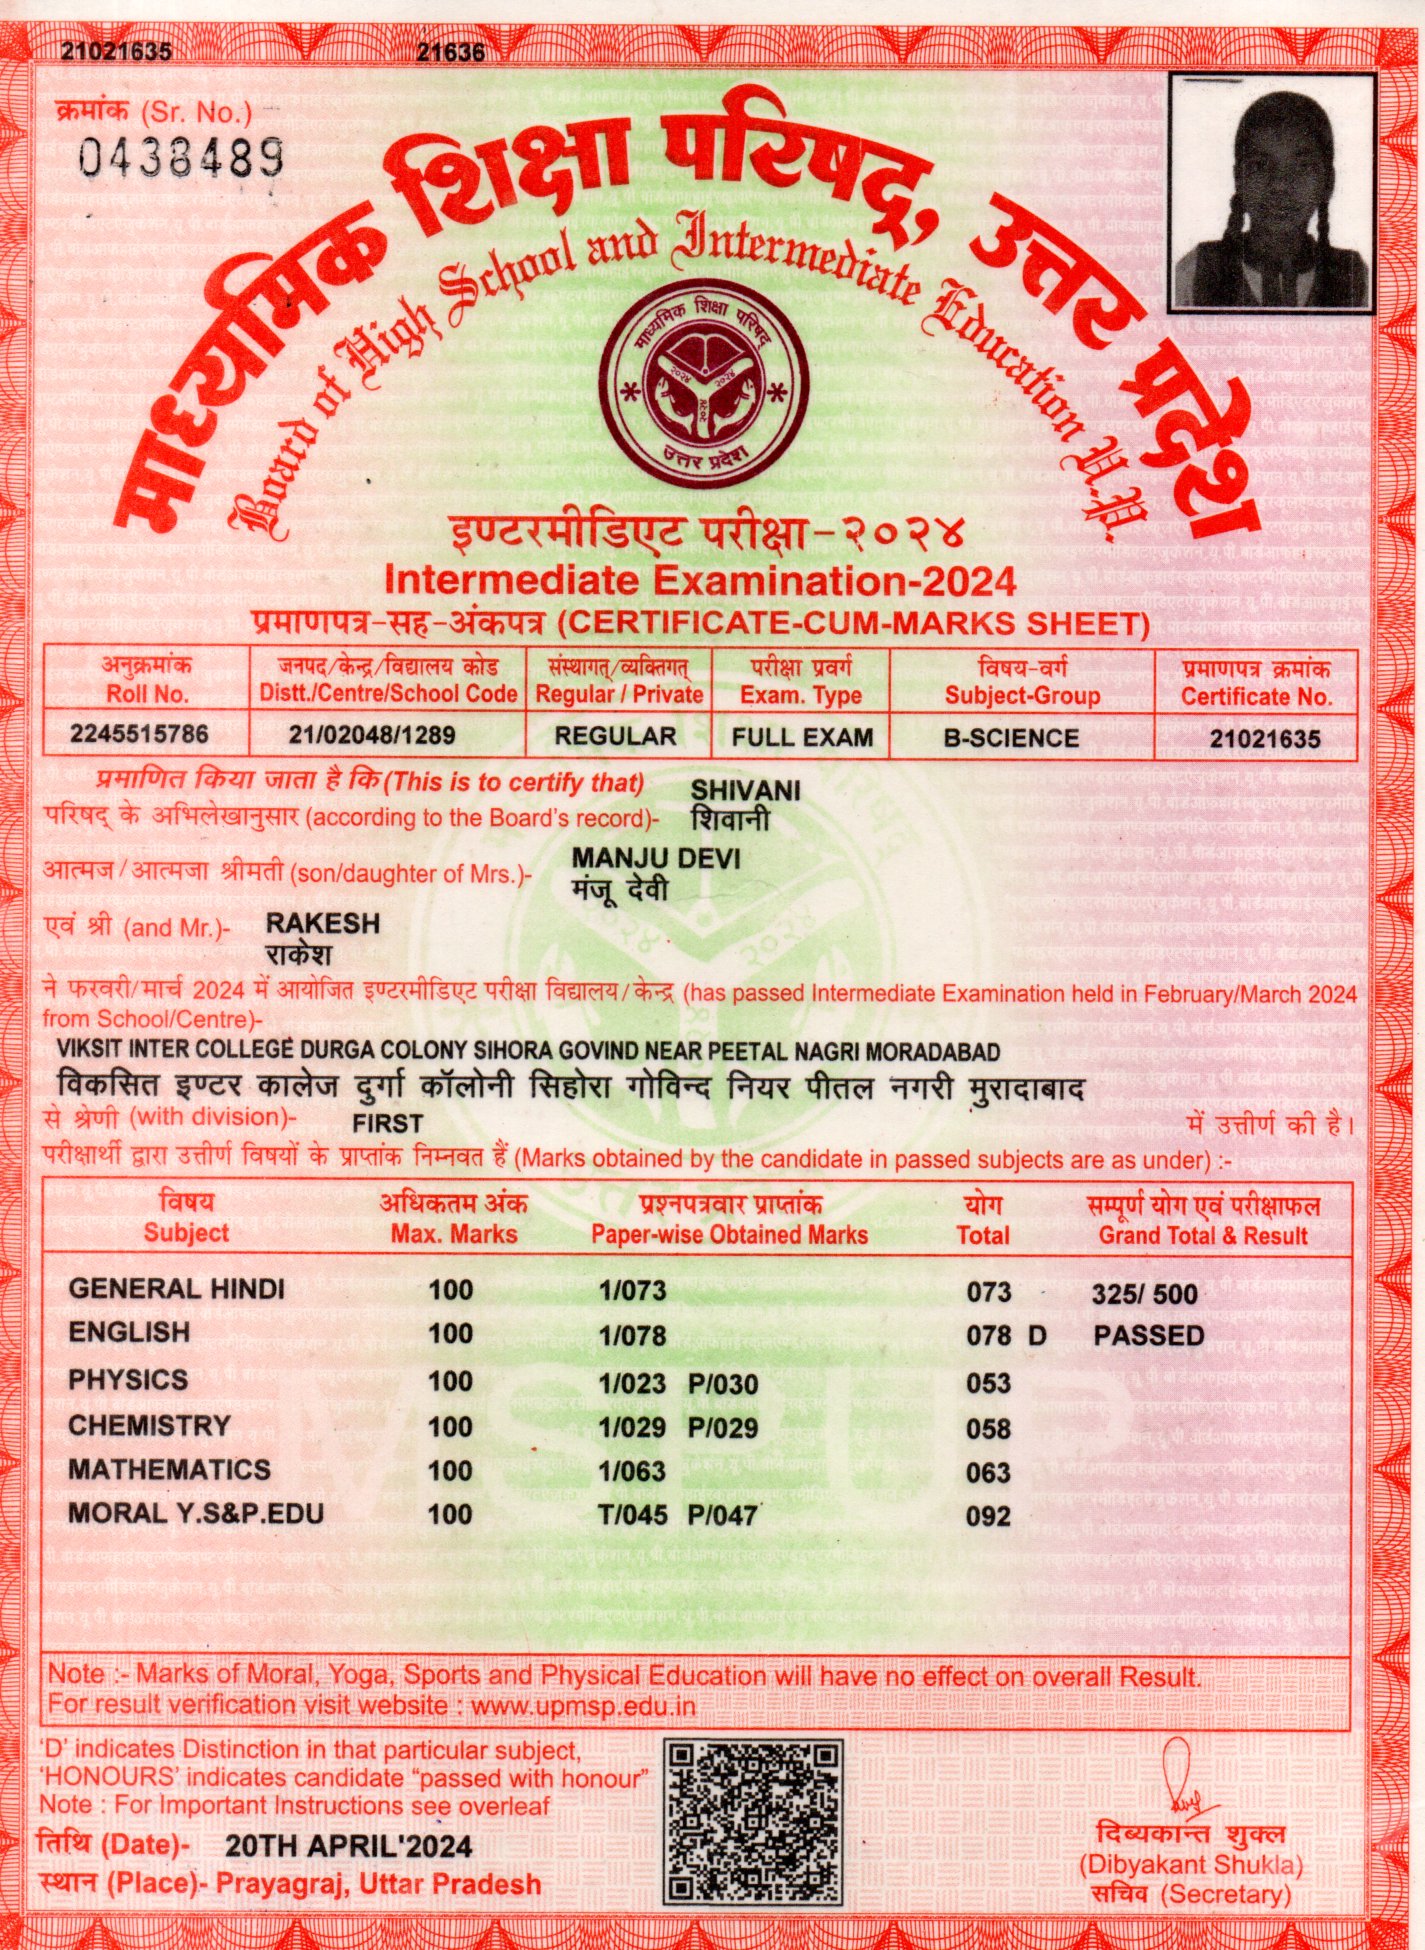 21021635 21636
क्रमांक (Sr. No.)
0438489
माध्यमिक शिक्षा परिषद्, उत्तर प्रदेश
Board of High School and Intermediate Education U.P.
माध्यमिक शिक्षा परिषद्
२०२४ २०२४
२०२४
उत्तर प्रदेश
इण्टरमीडिएट परीक्षा-२०२४
Intermediate Examination-2024
प्रमाणपत्र-सह-अंकपत्र (CERTIFICATE-CUM-MARKS SHEET)
अनुक्रमांक जनपद/केन्द्र/विद्यालय कोड संस्थागत्/व्यक्तिगत् परीक्षा प्रवर्ग विषय-वर्ग प्रमाणपत्र क्रमांक
Roll No. Distt./Centre/School Code Regular / Private Exam. Type Subject-Group Certificate No.
2245515786 21/02048/1289 REGULAR FULL EXAM B-SCIENCE 21021635
प्रमाणित किया जाता है कि (This is to certify that) SHIVANI
परिषद् के अभिलेखानुसार (according to the Board's record)- शिवानी
आत्मज/आत्मजा श्रीमती (son/daughter of Mrs.)- MANJU DEVI
मंजू देवी
एवं श्री (and Mr.)- RAKESH
राकेश
ने फरवरी/मार्च 2024 में आयोजित इण्टरमीडिएट परीक्षा विद्यालय/केन्द्र (has passed Intermediate Examination held in February/March 2024
from School/Centre)-
VIKSIT INTER COLLEGE DURGA COLONY SIHORA GOVIND NEAR PEETAL NAGRI MORADABAD
विकसित इण्टर कालेज दुर्गा कॉलोनी सिहोरा गोविन्द नियर पीतल नगरी मुरादाबाद
से श्रेणी (with division)- FIRST में उत्तीर्ण की है।
परीक्षार्थी द्वारा उत्तीर्ण विषयों के प्राप्तांक निम्नवत हैं (Marks obtained by the candidate in passed subjects are as under) :-
विषय अधिकतम अंक प्रश्नपत्रवार प्राप्तांक योग सम्पूर्ण योग एवं परीक्षाफल
Subject Max. Marks Paper-wise Obtained Marks Total Grand Total & Result
GENERAL HINDI 100 1/073 073 325/ 500
ENGLISH 100 1/078 078 D PASSED
PHYSICS 100 1/023 P/030 053
CHEMISTRY 100 1/029 P/029 058
MATHEMATICS 100 1/063 063
MORAL Y.S&P.EDU 100 T/045 P/047 092
Note :- Marks of Moral, Yoga, Sports and Physical Education will have no effect on overall Result.
For result verification visit website : www.upmsp.edu.in
'D' indicates Distinction in that particular subject,
'HONOURS' indicates candidate "passed with honour"
Note : For Important Instructions see overleaf
तिथि (Date)- 20TH APRIL'2024
स्थान (Place)- Prayagraj, Uttar Pradesh
दिब्यकान्त शुक्ल
(Dibyakant Shukla)
सचिव (Secretary)